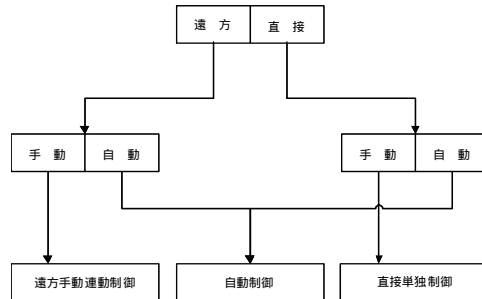 遠　方　直　接
手　動　自　動　手　動　自　動
遠方手動連動制御　自動制御　直接単独制御